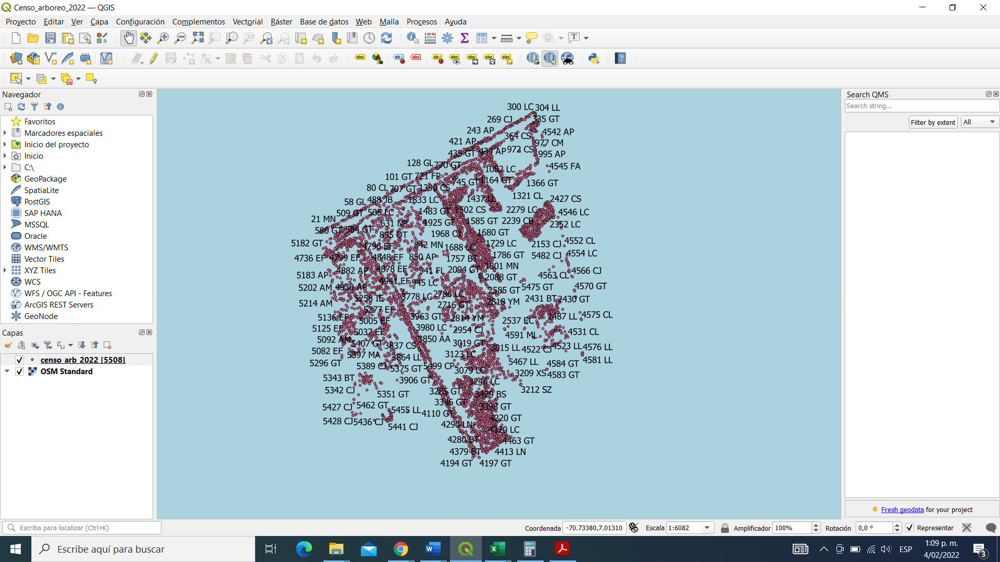 Censo_arboreo_2022 — QGIS
Proyecto Editar Ver Capa Configuración Complementos Vectorial Ráster Base de datos Web Malla Procesos Ayuda
Navegador
Favoritos
Marcadores espaciales
Inicio del proyecto
Inicio
C:\
GeoPackage
SpatiaLite
PostGIS
SAP HANA
MSSQL
Oracle
WMS/WMTS
Vector Tiles
XYZ Tiles
WCS
WFS / OGC API - Features
ArcGIS REST Servers
GeoNode
Capas
censo_arb_2022 [5508]
OSM Standard
300 LC 304 LL
269 CJ 335 GT
243 AP 364 CS 4542 AP
421 AP 977 CM
435 GT 434 AP 972 CS 995 AP
128 GL 770 GT 1082 LC 4545 FA
101 GT 721 FP 745 GT 1164 GT 1366 GT
80 CL 707 GT 1390 CS
58 GL 488 JB 1833 LC 1437 LL 1321 CL 2427 CS
509 GT 505 LC 1483 GT 1502 CS 2279 LC 4546 LC
21 MN 631 NP 1925 GT 1585 GT 2239 CB 2352 LC
580 GT 584 GT 895 OT 1968 CJ 1680 GT
5182 GT 4796 EF 842 MN 1688 LC 1729 LC 2153 CJ 4552 CL
4736 EF 4799 EF 4848 EF 850 AP 1757 BT 1786 GT 5482 CJ 4554 LC
5183 AP 4882 AP 4878 EF 941 FL 2094 GT 1801 MN 4563 CL 4566 CJ
5202 AM 4930 AP 4941 EF 945 LC 2088 GT 5475 GT 4570 GT
5214 AM 5258 IE 3778 LC 2786 LC 2585 GT 2431 BT 2430 GT
5277 EF 2716 GT 2818 YM
5136 EF 5005 EF 3963 GT 2814 YM 2537 EC 2487 LL 4575 CL
5125 EF 5037 EF 3980 LC 2954 CJ 4591 ML 4531 CL
5092 AM 5407 GT 3837 CS 3850 AA 3019 GT 3015 LL 4522 CJ 4523 LL 4576 LL
5082 EF 5397 MA 3864 LL 3123 LC 5467 LL 4584 GT 4581 LL
5296 GT 5389 CJ 5375 GT 5499 CP 3079 LC 3209 XS 4583 GT
5343 BT 3906 GT 3246 LC
5342 CJ 5351 GT 3285 GT 3429 BS 3212 SZ
5427 CJ 5462 GT 5455 LL 3346 GT 3398 GT
5428 CJ 5436 CJ 5441 CJ 4110 GT 4290 LN 4220 GT
4320 LC
4280 BT 4463 GT
4379 BT 4413 LN
4194 GT 4197 GT
Search QMS
Search string...
Filter by extent All
Fresh geodata for your project
Escriba para localizar (Ctrl+K) Coordenada -70.73380,7.01310 Escala 1:6082 Amplificador 100% Rotación 0,0 ° Representar
Escribe aquí para buscar
ESP
1:09 p. m.
4/02/2022
3